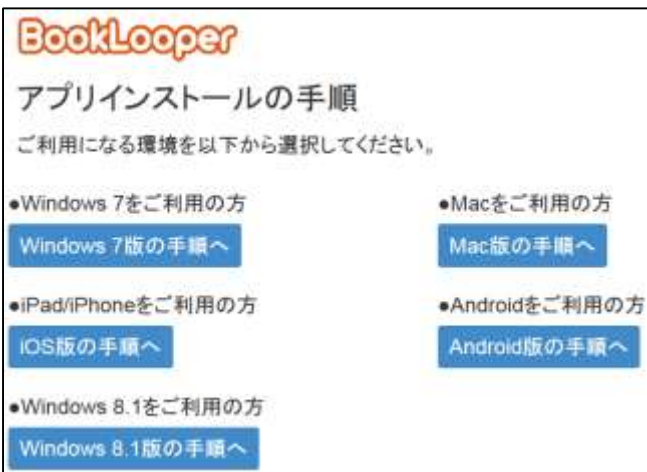 BookLooper
アプリインストールの手順
ご利用になる環境を以下から選択してください。
●Windows 7をご利用の方
Windows 7版の手順へ
●Macをご利用の方
Mac版の手順へ
●iPad/iPhoneをご利用の方
iOS版の手順へ
●Androidをご利用の方
Android版の手順へ
●Windows 8.1をご利用の方
Windows 8.1版の手順へ